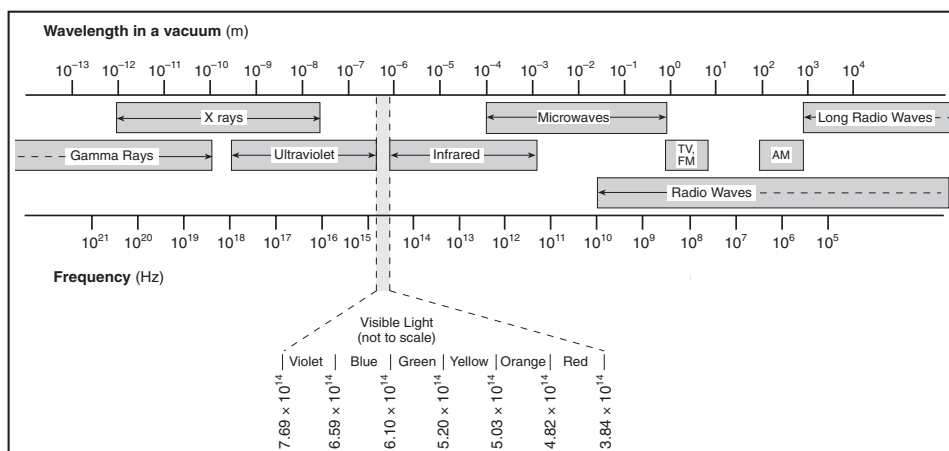 Wavelength in a vacuum (m)
10⁻¹³ 10⁻¹² 10⁻¹¹ 10⁻¹⁰ 10⁻⁹ 10⁻⁸ 10⁻⁷ 10⁻⁶ 10⁻⁵ 10⁻⁴ 10⁻³ 10⁻² 10⁻¹ 10⁰ 10¹ 10² 10³ 10⁴
X rays Microwaves Long Radio Waves
Gamma Rays Ultraviolet Infrared TV, AM
FM
Radio Waves
10²¹ 10²⁰ 10¹⁹ 10¹⁸ 10¹⁷ 10¹⁶ 10¹⁵ 10¹⁴ 10¹³ 10¹² 10¹¹ 10¹⁰ 10⁹ 10⁸ 10⁷ 10⁶ 10⁵
Frequency (Hz)
Visible Light
(not to scale)
Violet Blue Green Yellow Orange Red
7.69 × 10¹⁴
6.59 × 10¹⁴
6.10 × 10¹⁴
5.20 × 10¹⁴
5.03 × 10¹⁴
4.82 × 10¹⁴
3.84 × 10¹⁴